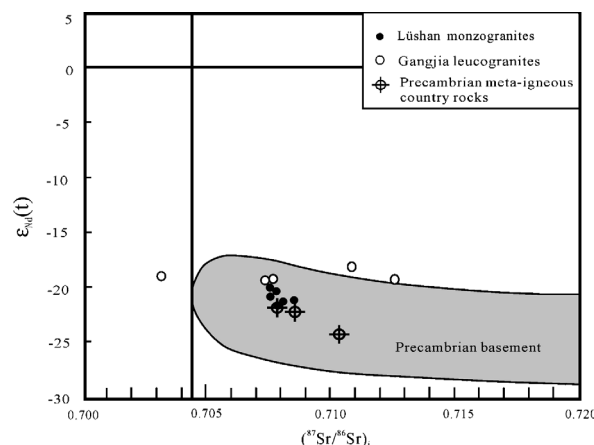 5
0
-5
-10
-15
-20
-25
-30
εNd(t)
Lüshan monzogranites
Gangjia leucogranites
Precambrian meta-igneous
country rocks
Precambrian basement
0.700
0.705
0.710
0.715
0.720
(87Sr/86Sr)i